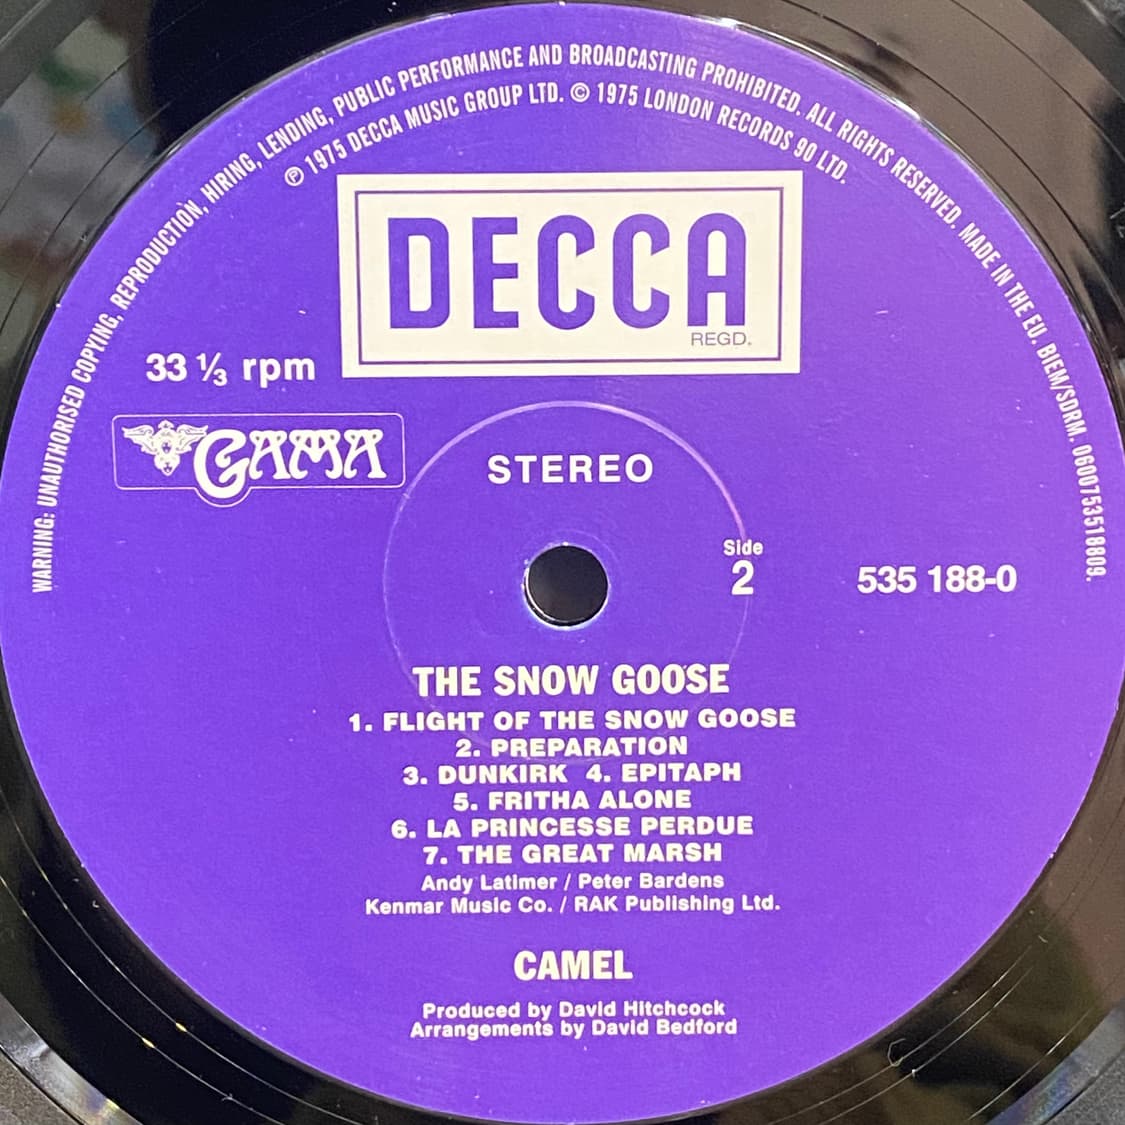 WARNING: UNAUTHORISED COPYING, REPRODUCTION, HIRING, LENDING, PUBLIC PERFORMANCE AND BROADCASTING PROHIBITED. ALL RIGHTS RESERVED. MADE IN THE EU. BIEM/SDRM. 0600753518809.
℗ 1975 DECCA MUSIC GROUP LTD. © 1975 LONDON RECORDS 90 LTD.
DECCA
REGD.
33 ⅓ rpm
GAMA
STEREO
Side
2
535 188-0
THE SNOW GOOSE
1. FLIGHT OF THE SNOW GOOSE
2. PREPARATION
3. DUNKIRK 4. EPITAPH
5. FRITHA ALONE
6. LA PRINCESSE PERDUE
7. THE GREAT MARSH
Andy Latimer / Peter Bardens
Kenmar Music Co. / RAK Publishing Ltd.
CAMEL
Produced by David Hitchcock
Arrangements by David Bedford